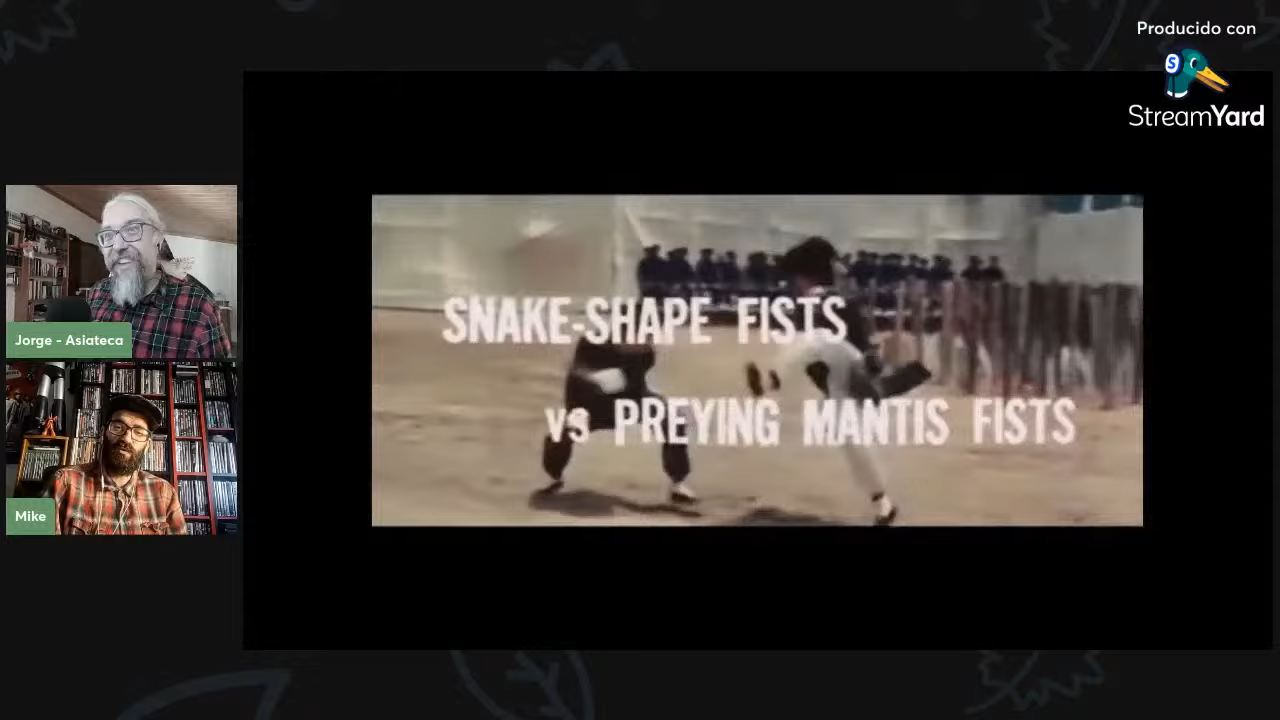 Producido con
StreamYard
Jorge - Asiateca
Mike
SNAKE-SHAPE FISTS
vs PREYING MANTIS FISTS